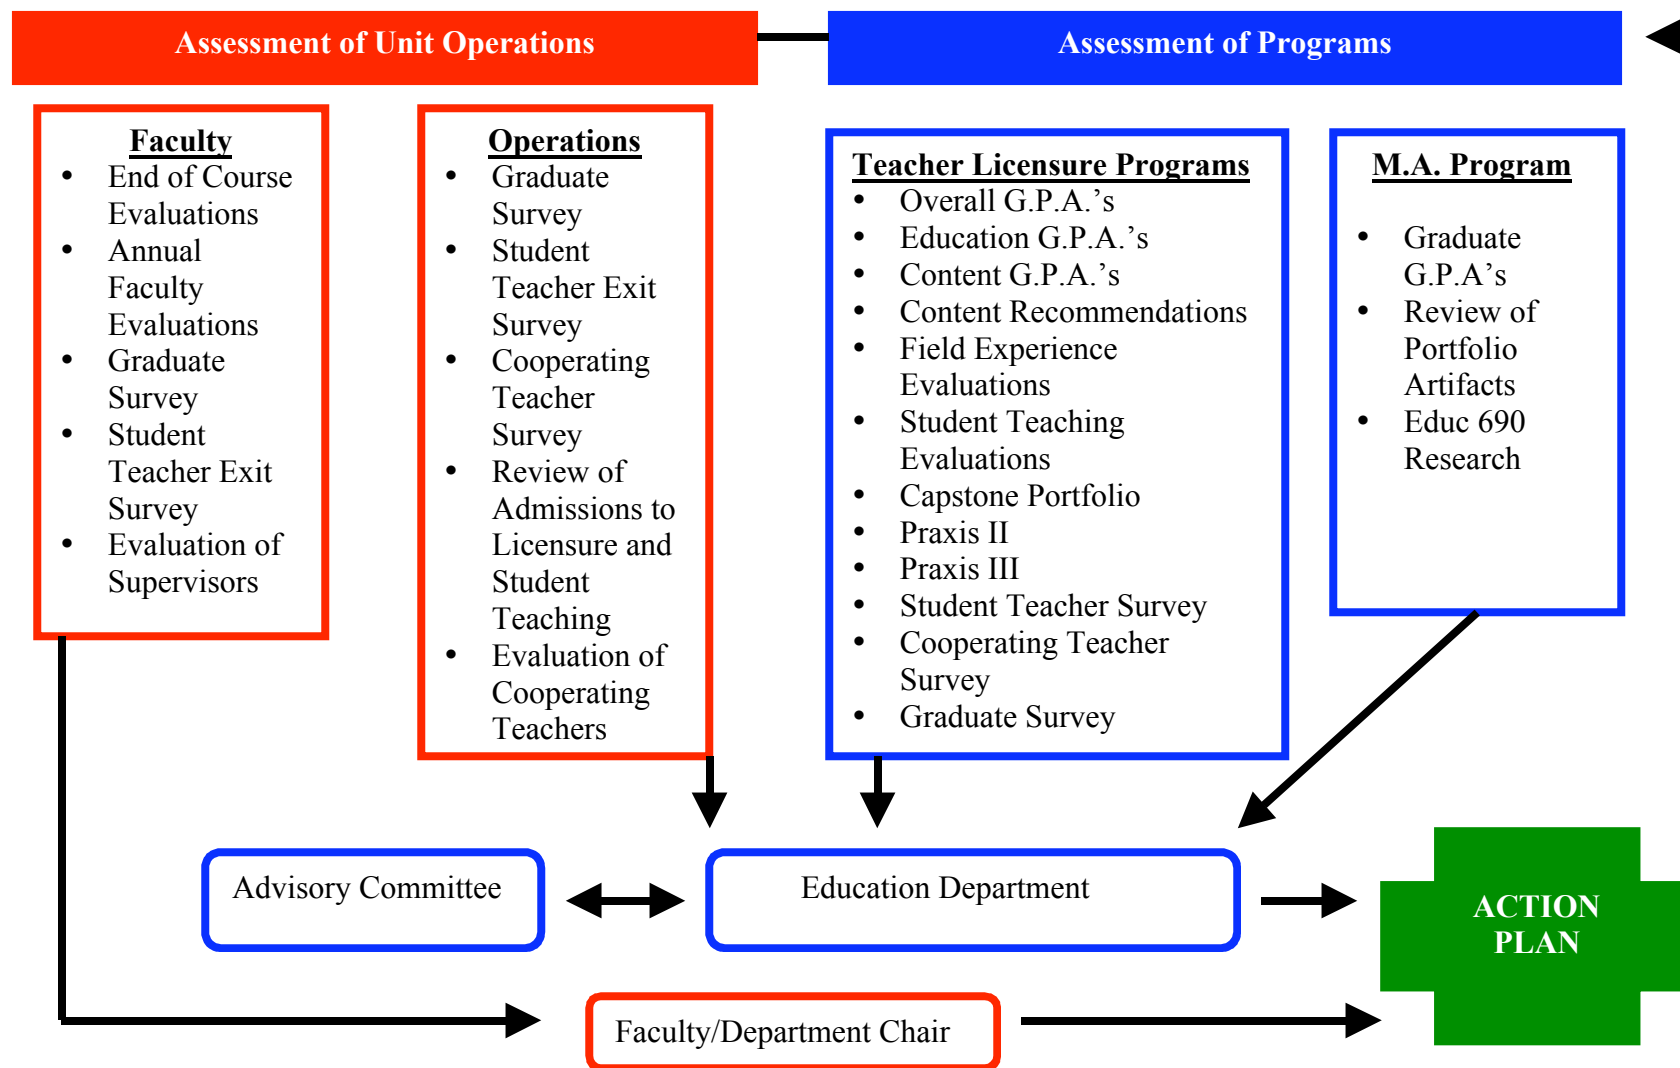 Assessment of Unit Operations
Assessment of Programs
Faculty
• End of Course
Evaluations
• Annual
Faculty
Evaluations
• Graduate
Survey
• Student
Teacher Exit
Survey
• Evaluation of
Supervisors
Operations
• Graduate
Survey
• Student
Teacher Exit
Survey
• Cooperating
Teacher
Survey
• Review of
Admissions to
Licensure and
Student
Teaching
• Evaluation of
Cooperating
Teachers
Teacher Licensure Programs
• Overall G.P.A.’s
• Education G.P.A.’s
• Content G.P.A.’s
• Content Recommendations
• Field Experience
Evaluations
• Student Teaching
Evaluations
• Capstone Portfolio
• Praxis II
• Praxis III
• Student Teacher Survey
• Cooperating Teacher
Survey
• Graduate Survey
M.A. Program
• Graduate
G.P.A’s
• Review of
Portfolio
Artifacts
• Educ 690
Research
Advisory Committee
Education Department
ACTION
PLAN
Faculty/Department Chair